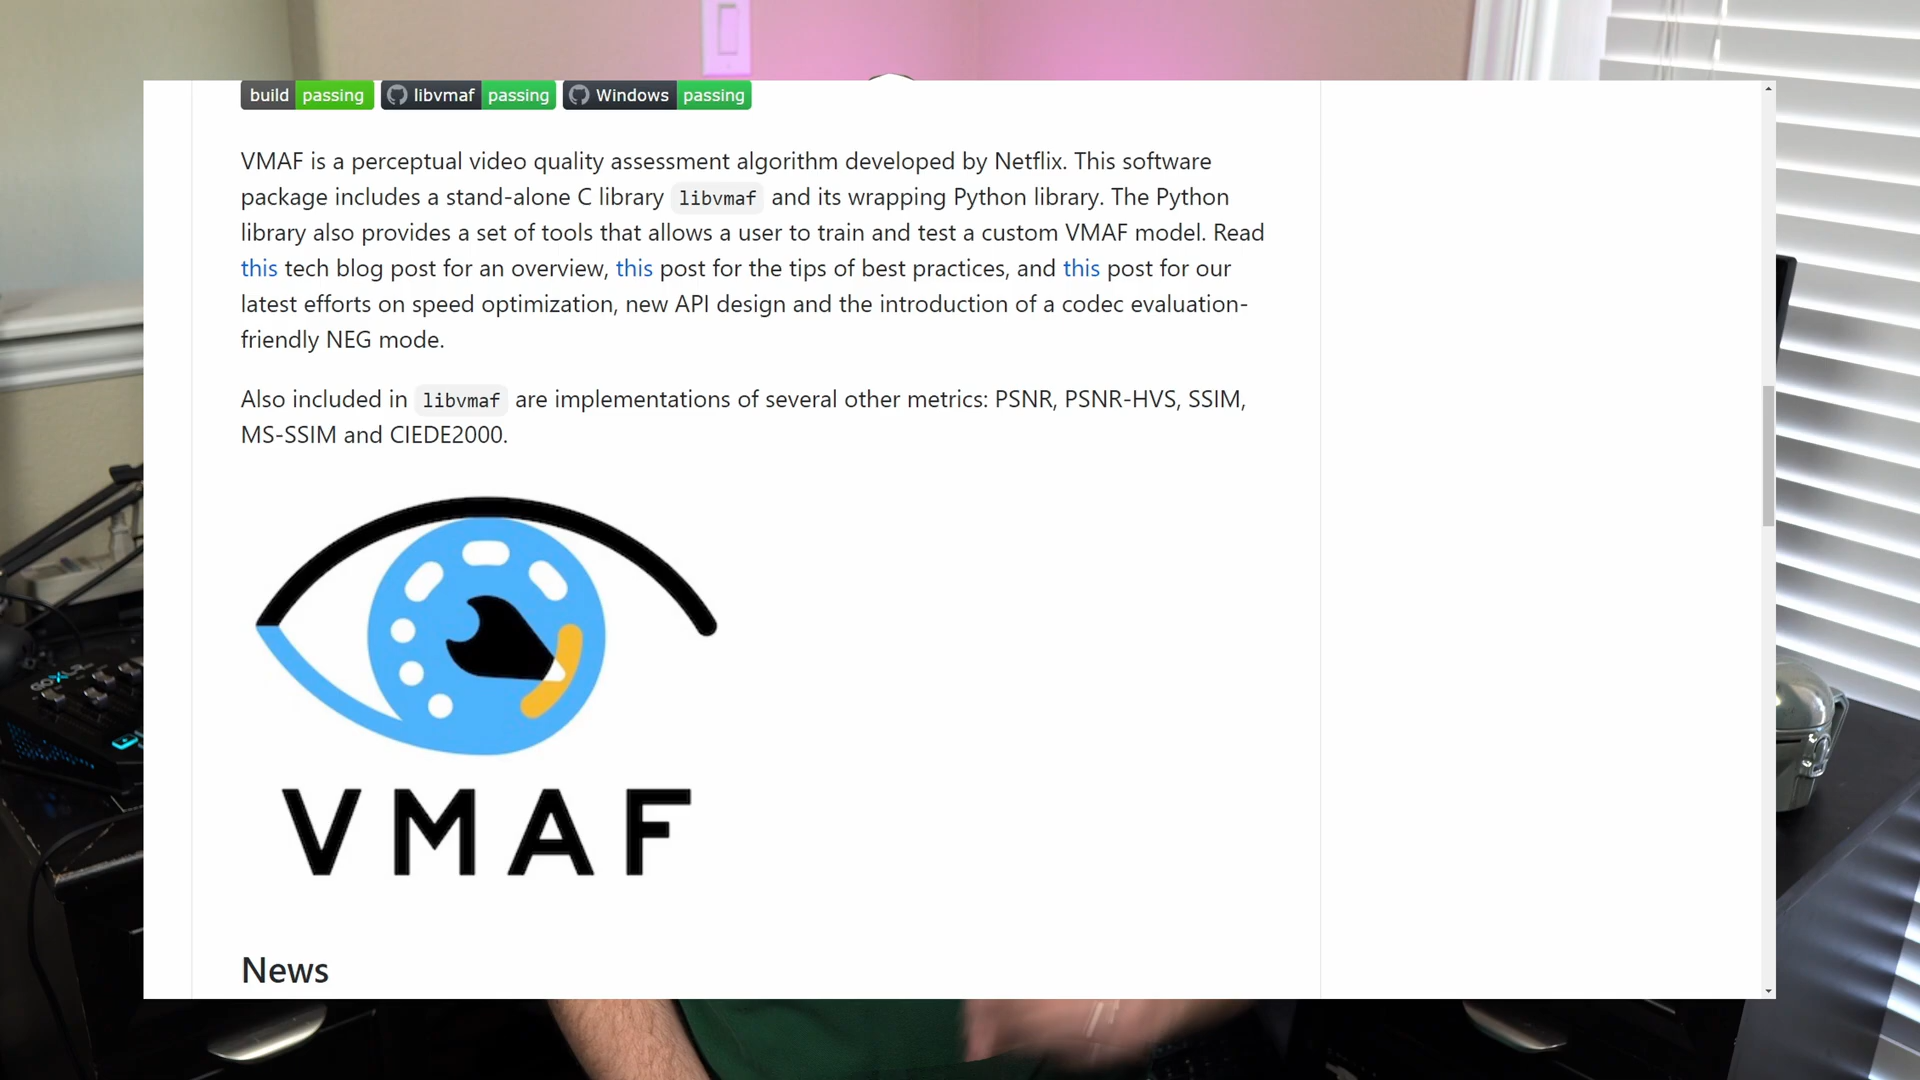 build passing libvmaf passing Windows passing
VMAF is a perceptual video quality assessment algorithm developed by Netflix. This software
package includes a stand-alone C library libvmaf and its wrapping Python library. The Python
library also provides a set of tools that allows a user to train and test a custom VMAF model. Read
this tech blog post for an overview, this post for the tips of best practices, and this post for our
latest efforts on speed optimization, new API design and the introduction of a codec evaluation-
friendly NEG mode.
Also included in libvmaf are implementations of several other metrics: PSNR, PSNR-HVS, SSIM,
MS-SSIM and CIEDE2000.
GOXLR
VMAF
News